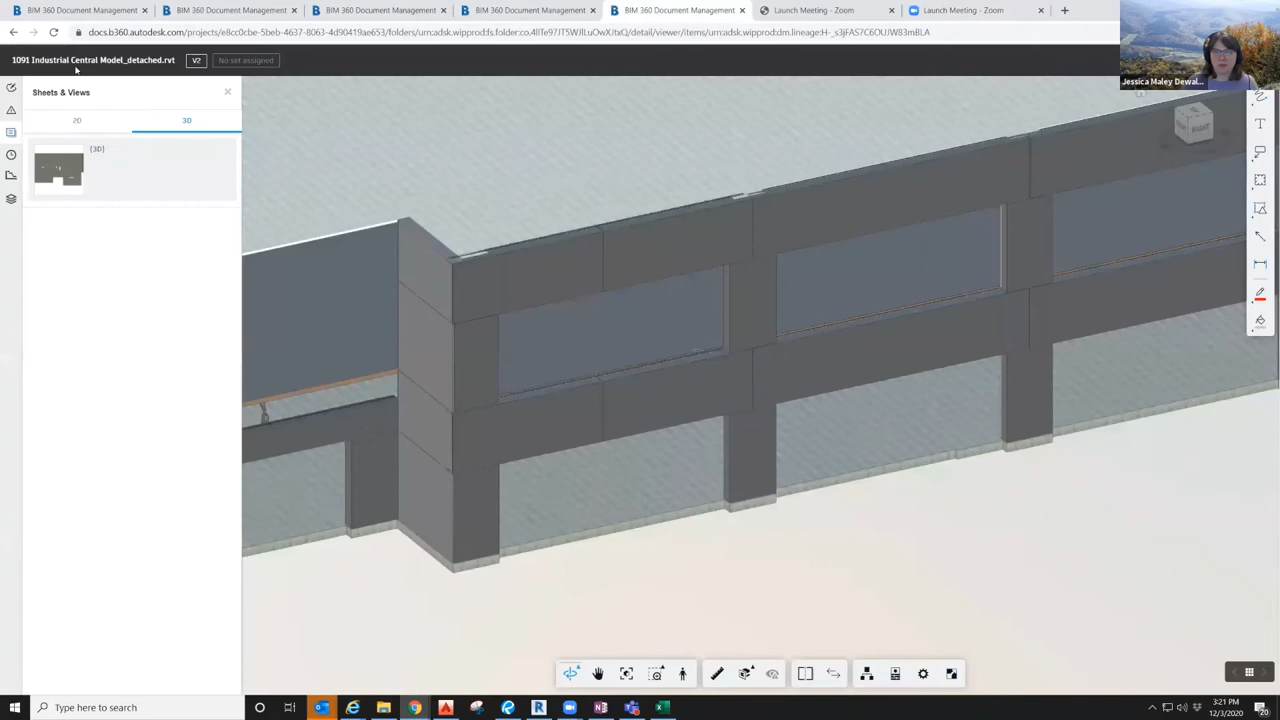 BIM 360 Document Management
BIM 360 Document Management
BIM 360 Document Management
BIM 360 Document Management
BIM 360 Document Management
Launch Meeting - Zoom
Launch Meeting - Zoom
docs.b360.autodesk.com/projects/e8cc0cbe-5beb-4637-8063-4d90419ae653/folders/urn:adsk.wipprod:fs.folder:co.4lITe97JT5WJlLuOwXJtxQ/detail/viewer/items/urn:adsk.wipprod:dm.lineage:H-_s3jFAS7C6OUJW83mBLA
Jessica Maley Dewal...
1091 Industrial Central Model_detached.rvt
V2
No set assigned
Sheets & Views
2D
3D
{3D}
RIGHT
Type here to search
3:21 PM
12/3/2020
20